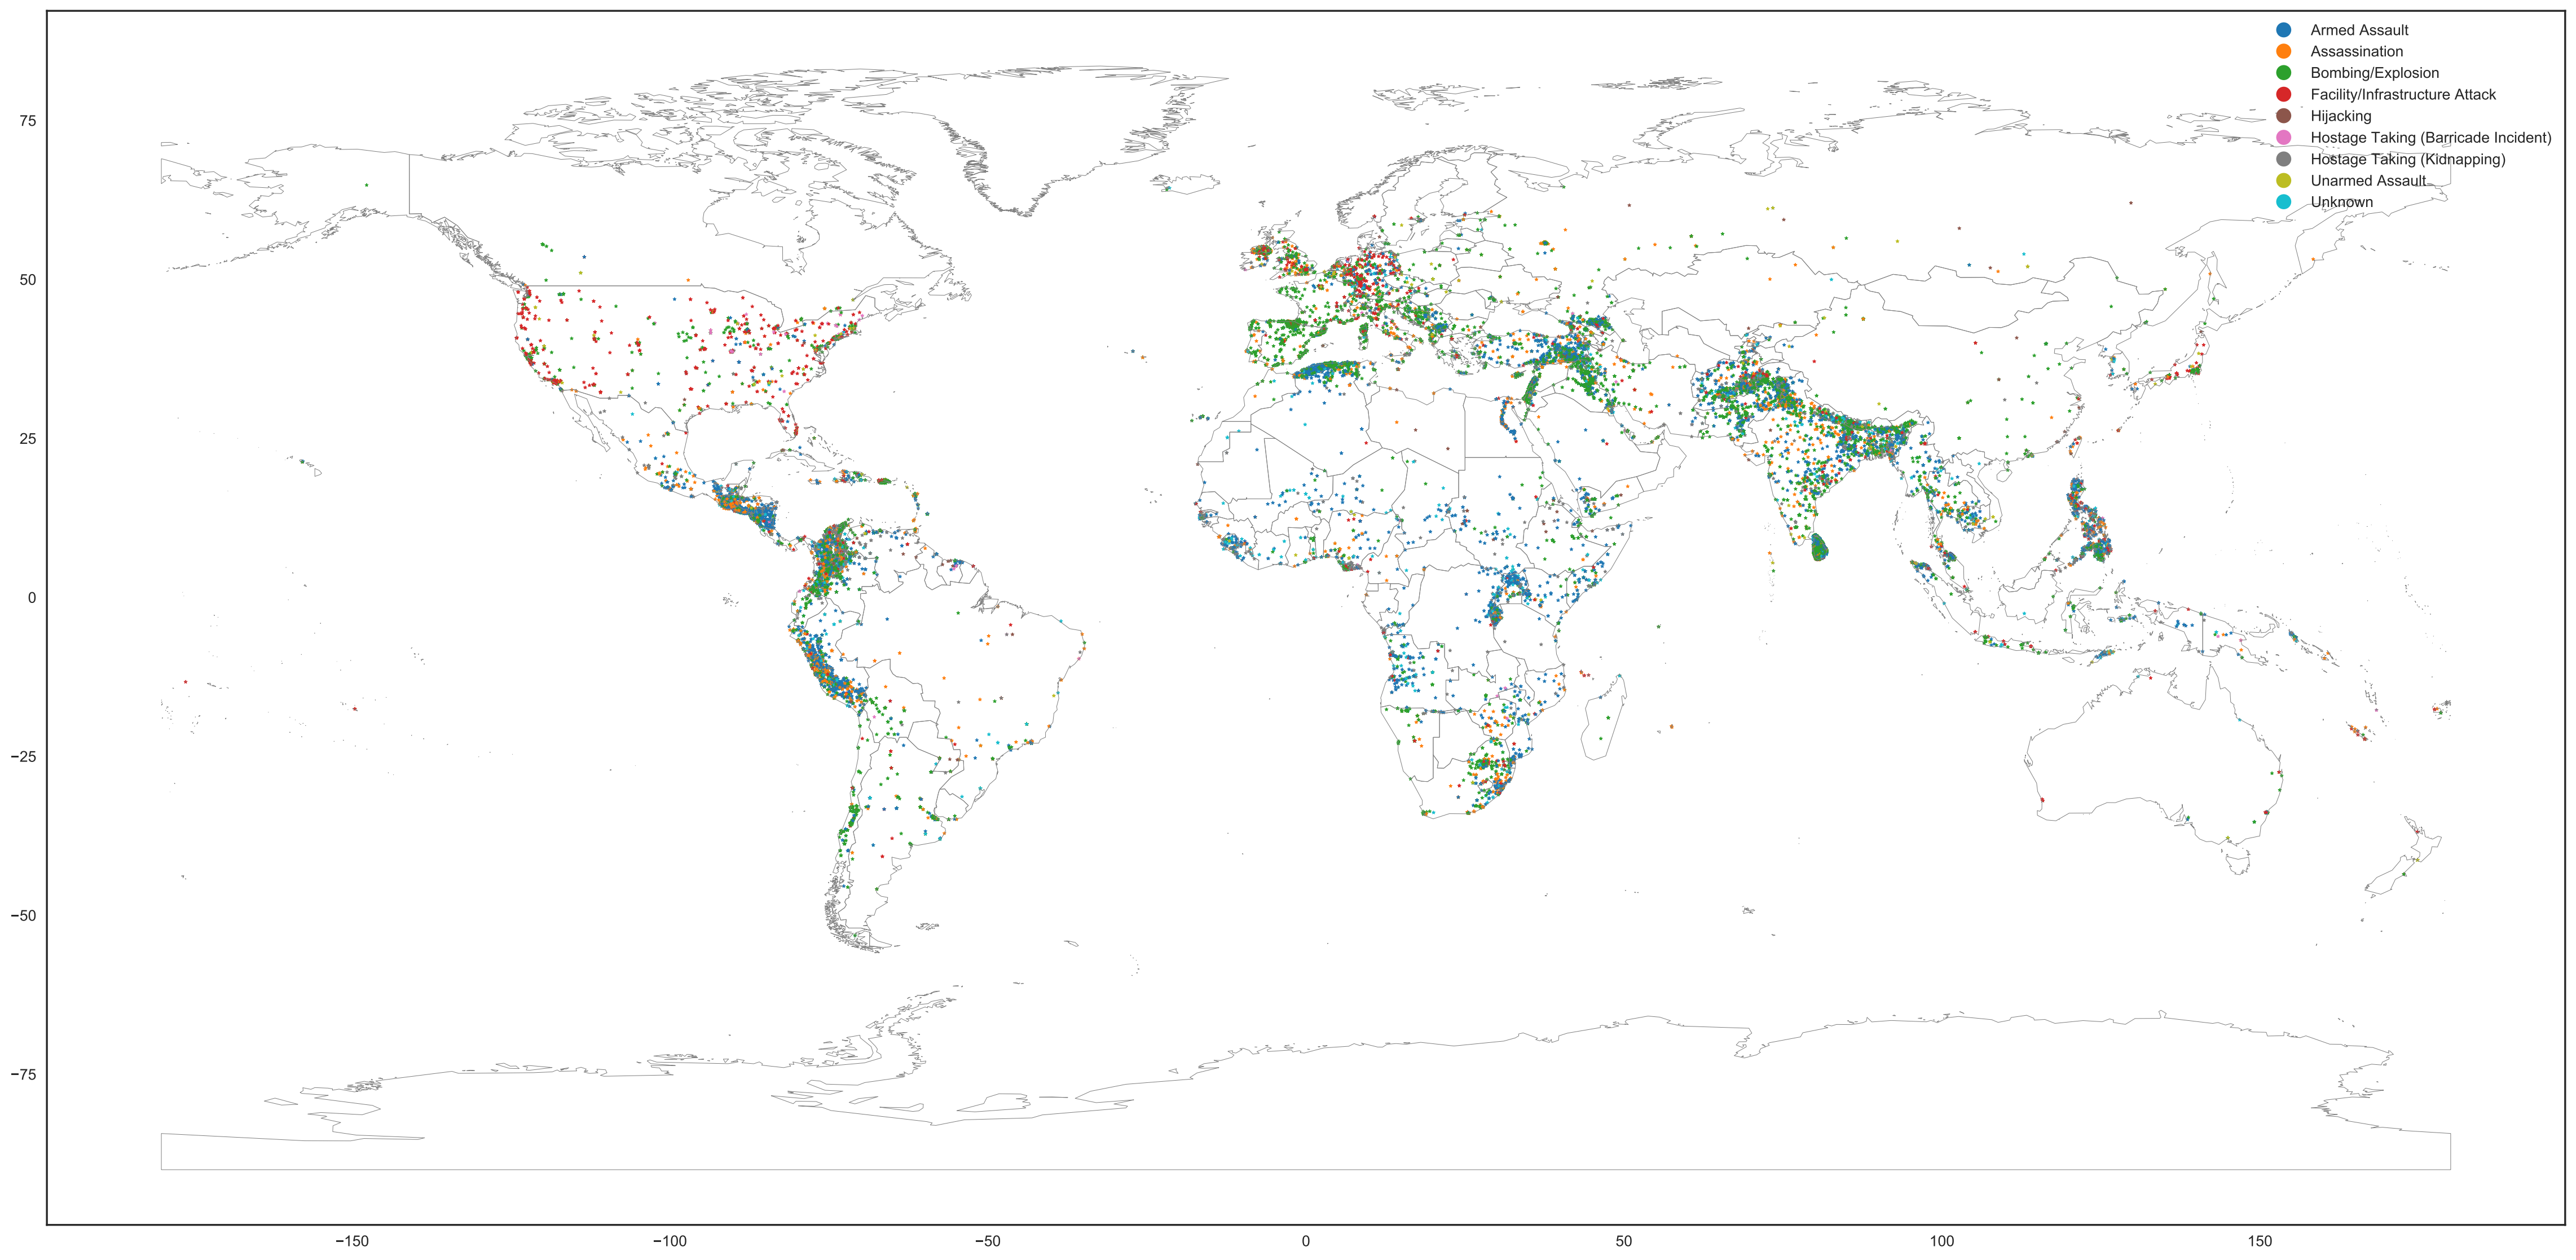 Armed Assault
Assassination
Bombing/Explosion
Facility/Infrastructure Attack
Hijacking
Hostage Taking (Barricade Incident)
Hostage Taking (Kidnapping)
Unarmed Assault
Unknown
75
50
25
0
−25
−50
−75
−150
−100
−50
0
50
100
150